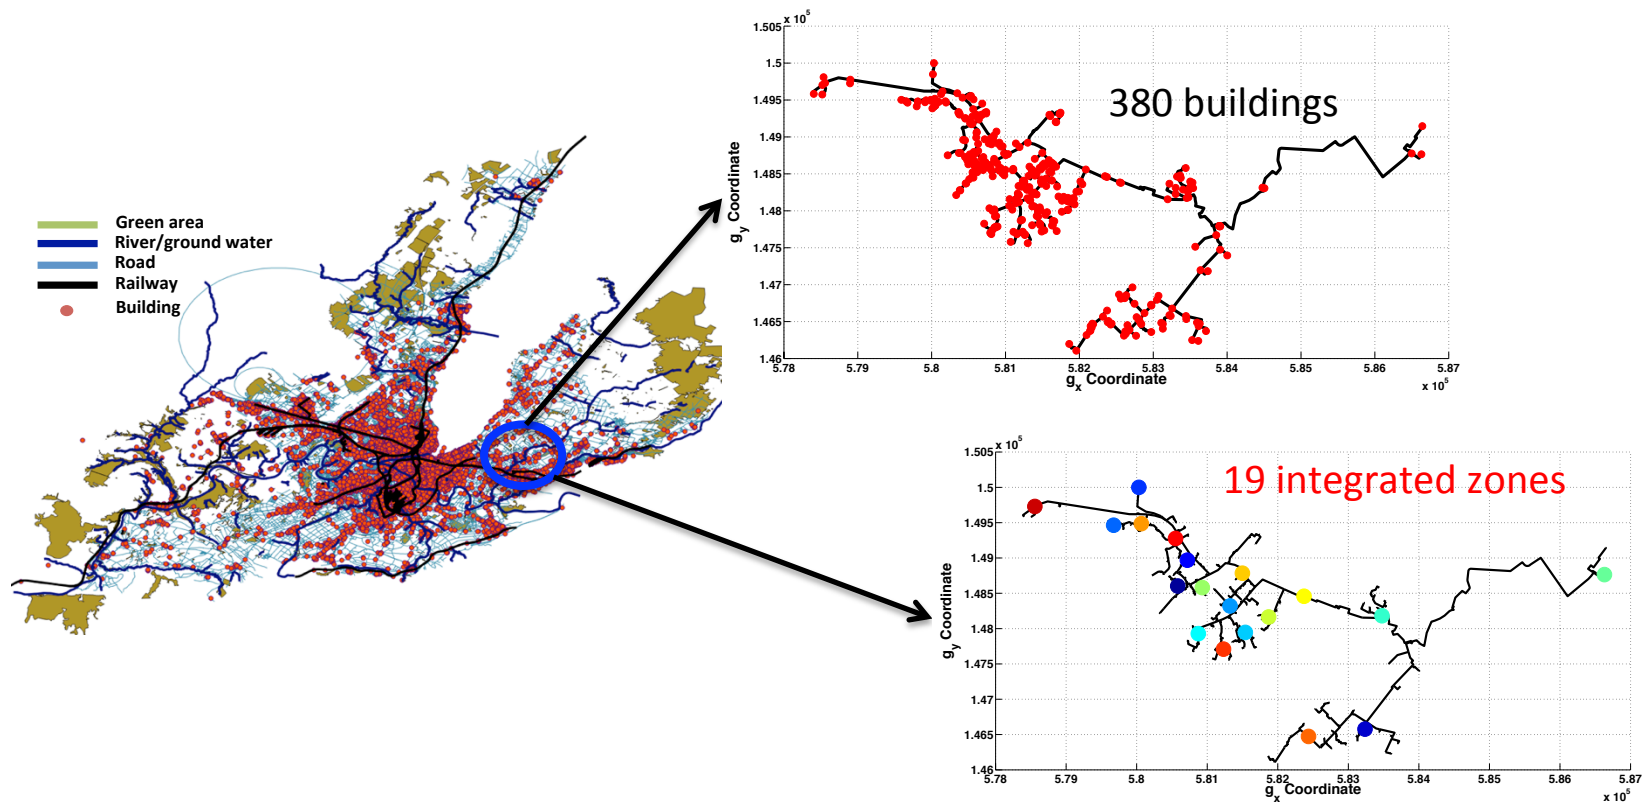 Green area
River/ground water
Road
Railway
Building
x 10^5
1.505
1.5
1.495
1.49
1.485
1.48
1.475
1.47
1.465
1.46
g_y Coordinate
380 buildings
5.78 5.79 5.8 5.81 5.82 5.83 5.84 5.85 5.86 5.87
g_x Coordinate
x 10^5
x 10^5
1.505
1.5
1.495
1.49
1.485
1.48
1.475
1.47
1.465
1.46
g_y Coordinate
19 integrated zones
5.78 5.79 5.8 5.81 5.82 5.83 5.84 5.85 5.86 5.87
g_x Coordinate
x 10^5